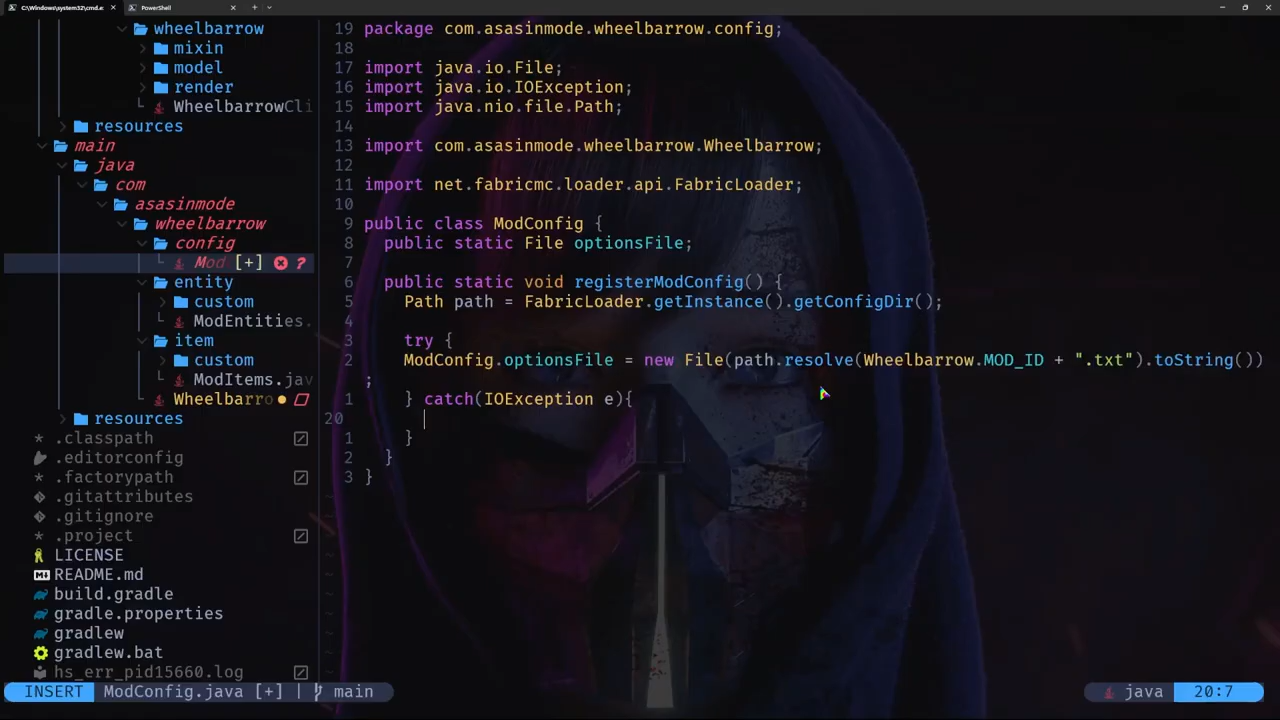 C:\Windows\system32\cmd.e
PowerShell
wheelbarrow
mixin
model
render
WheelbarrowCli
resources
main
java
com
asasinmode
wheelbarrow
config
Mod [+] ?
entity
custom
ModEntities.
item
custom
ModItems.jav
Wheelbarro
resources
.classpath
.editorconfig
.factorypath
.gitattributes
.gitignore
.project
LICENSE
README.md
build.gradle
gradle.properties
gradlew
gradlew.bat
hs_err_pid15660.log
19 package com.asasinmode.wheelbarrow.config;
18
17 import java.io.File;
16 import java.io.IOException;
15 import java.nio.file.Path;
14
13 import com.asasinmode.wheelbarrow.Wheelbarrow;
12
11 import net.fabricmc.loader.api.FabricLoader;
10
9 public class ModConfig {
8 public static File optionsFile;
7
6 public static void registerModConfig() {
5 Path path = FabricLoader.getInstance().getConfigDir();
4
3 try {
2 ModConfig.optionsFile = new File(path.resolve(Wheelbarrow.MOD_ID + ".txt").toString())
;
1 } catch(IOException e){
20
1 }
2 }
3 }
INSERT ModConfig.java [+] | main
java 20:7